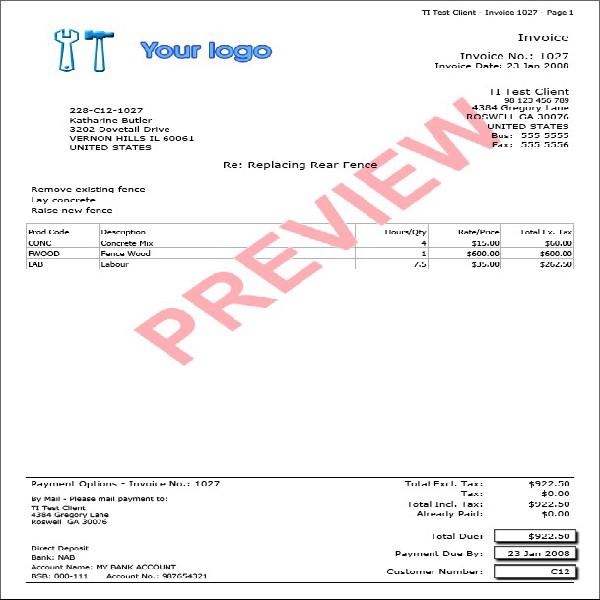 TI Test Client - Invoice 1027 - Page 1
Your logo
Invoice
Invoice No.: 1027
Invoice Date: 23 Jan 2008
TI Test Client
98 123 456 789
4384 Gregory Lane
ROSWELL GA 30076
UNITED STATES
Bus: 555 5555
Fax: 555 5556
228-C12-1027
Katharine Butler
3202 Dovetail Drive
VERNON HILLS IL 60061
UNITED STATES
Re: Replacing Rear Fence
Remove existing fence
Lay concrete
Raise new fence
Prod Code Description Hours/Qty Rate/Price Total Ex. Tax
CONC Concrete Mix 4 $15.00 $60.00
FWOOD Fence Wood 1 $600.00 $600.00
LAB Labour 7.5 $35.00 $262.50
PREVIEW
Payment Options - Invoice No.: 1027
By Mail - Please mail payment to:
TI Test Client
4384 Gregory Lane
Roswell GA 30076
Direct Deposit
Bank: NAB
Account Name: MY BANK ACCOUNT
BSB: 000-111 Account No.: 987654321
Total Excl. Tax: $922.50
Tax: $0.00
Total Incl. Tax: $922.50
Already Paid: $0.00
Total Due: $922.50
Payment Due By: 23 Jan 2008
Customer Number: C12